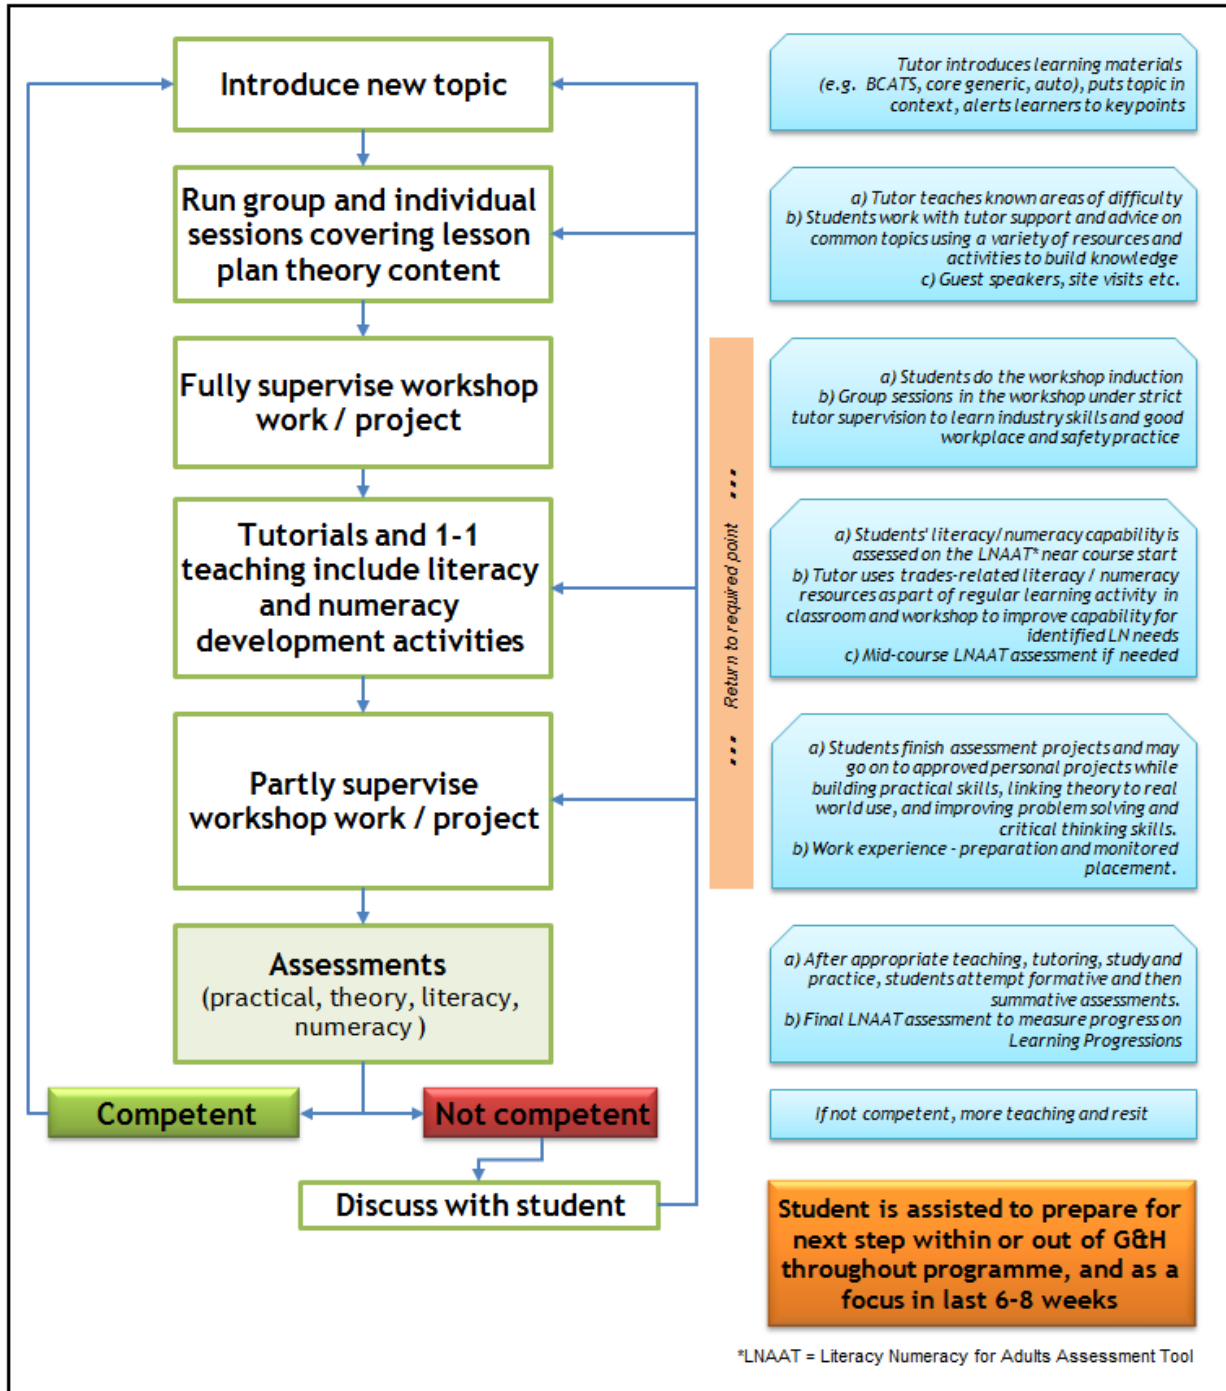 Introduce new topic
Tutor introduces learning materials
(e.g. BCATS, core generic, auto), puts topic in
context, alerts learners to key points
Run group and individual
sessions covering lesson
plan theory content
a) Tutor teaches known areas of difficulty
b) Students work with tutor support and advice on
common topics using a variety of resources and
activities to build knowledge
c) Guest speakers, site visits etc.
Fully supervise workshop
work / project
a) Students do the workshop induction
b) Group sessions in the workshop under strict
tutor supervision to learn industry skills and good
workplace and safety practice
Tutorials and 1-1
teaching include literacy
and numeracy
development activities
a) Students' literacy/numeracy capability is
assessed on the LNAAT* near course start
b) Tutor uses trades-related literacy / numeracy
resources as part of regular learning activity in
classroom and workshop to improve capability for
identified LN needs
c) Mid-course LNAAT assessment if needed
... Return to required point ...
Partly supervise
workshop work / project
a) Students finish assessment projects and may
go on to approved personal projects while
building practical skills, linking theory to real
world use, and improving problem solving and
critical thinking skills.
b) Work experience - preparation and monitored
placement.
Assessments
(practical, theory, literacy,
numeracy )
a) After appropriate teaching, tutoring, study and
practice, students attempt formative and then
summative assessments.
b) Final LNAAT assessment to measure progress on
Learning Progressions
Competent
Not competent
If not competent, more teaching and resit
Discuss with student
Student is assisted to prepare for
next step within or out of G&H
throughout programme, and as a
focus in last 6-8 weeks
*LNAAT = Literacy Numeracy for Adults Assessment Tool